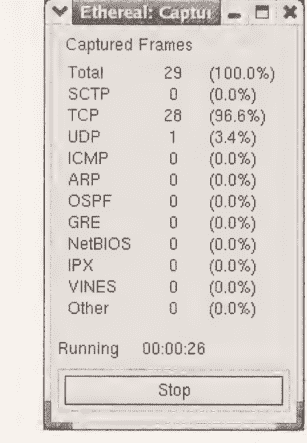 Ethereal: Captur
Captured Frames
Total 29 (100.0%)
SCTP 0 (0.0%)
TCP 28 (96.6%)
UDP 1 (3.4%)
ICMP 0 (0.0%)
ARP 0 (0.0%)
OSPF 0 (0.0%)
GRE 0 (0.0%)
NetBIOS 0 (0.0%)
IPX 0 (0.0%)
VINES 0 (0.0%)
Other 0 (0.0%)
Running 00:00:26
Stop